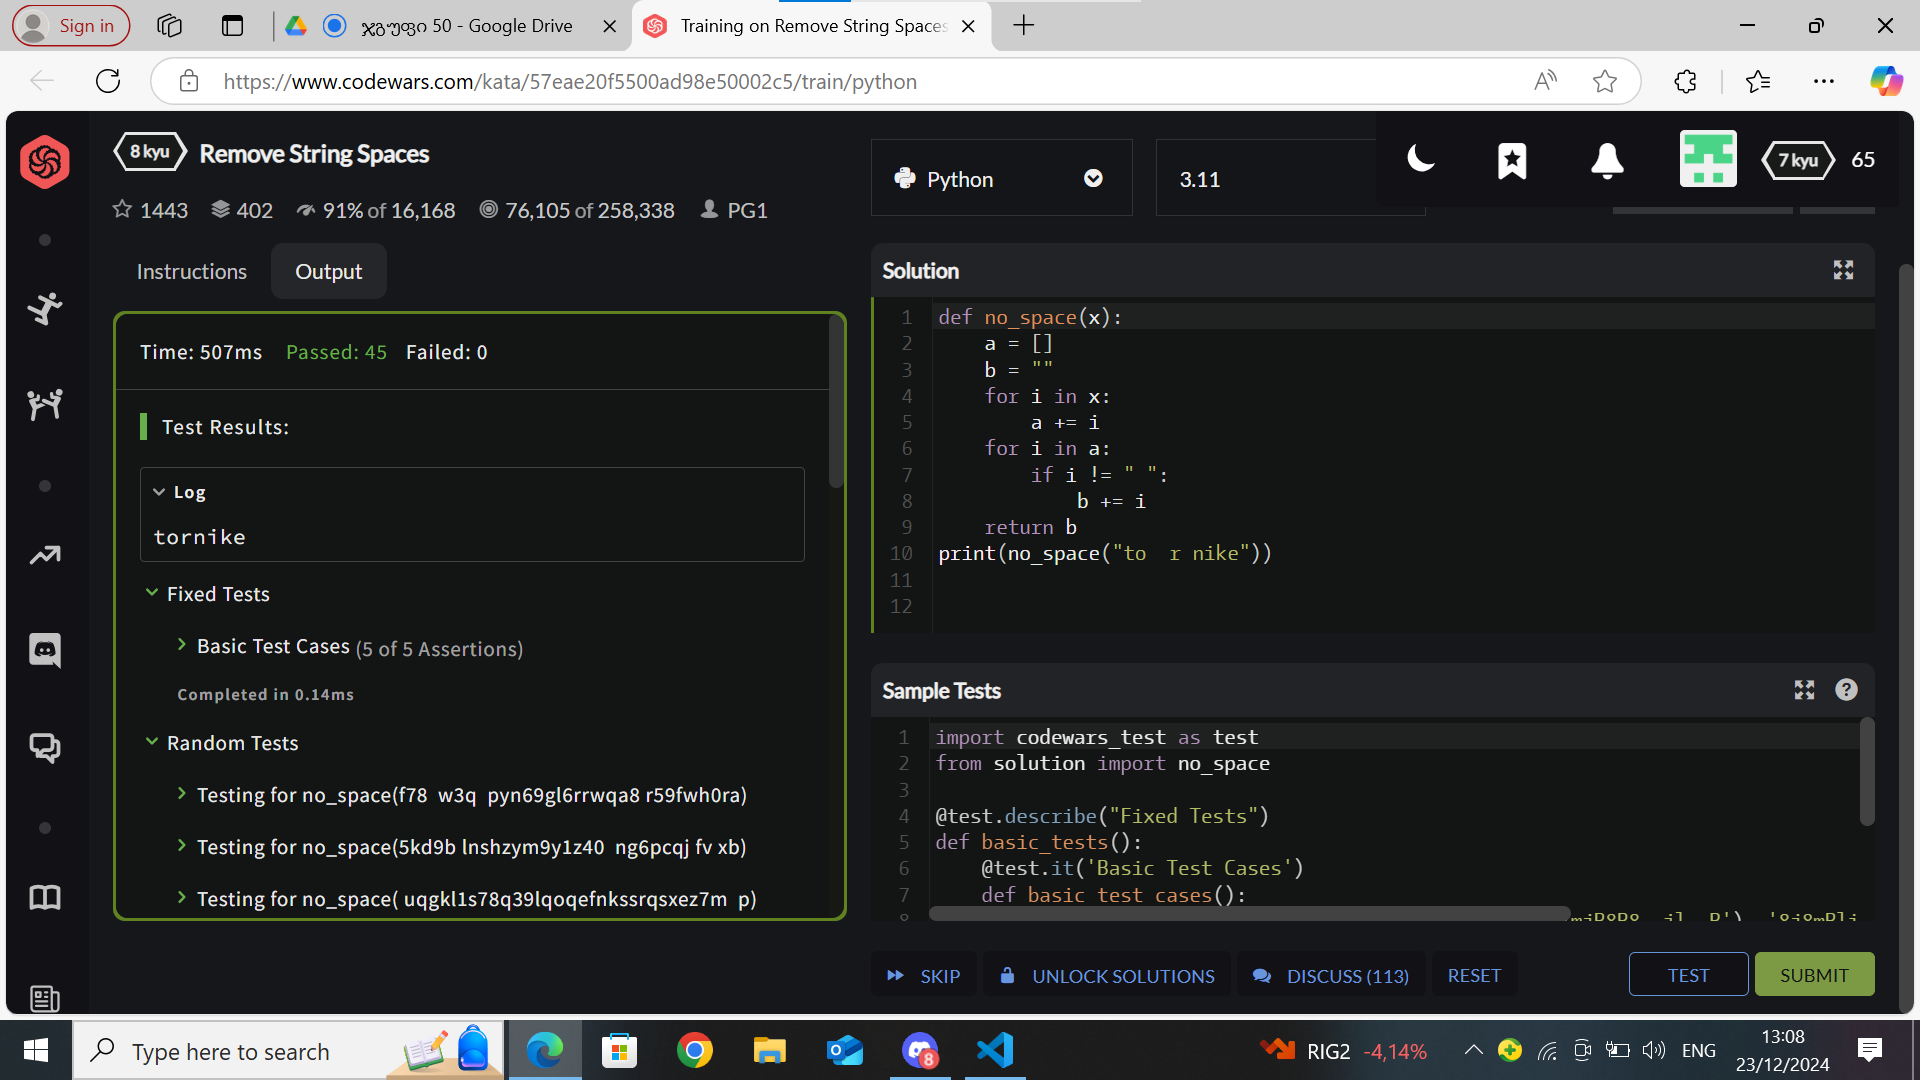 Sign in
ჯგუფი 50 - Google Drive
Training on Remove String Spaces
https://www.codewars.com/kata/57eae20f5500ad98e50002c5/train/python
8 kyu
Remove String Spaces
1443
402
91% of 16,168
76,105 of 258,338
PG1
Python
3.11
7 kyu
65
Instructions
Output
Time: 507ms Passed: 45 Failed: 0
Test Results:
Log
tornike
Fixed Tests
Basic Test Cases (5 of 5 Assertions)
Completed in 0.14ms
Random Tests
Testing for no_space(f78  w3q  pyn69gl6rrwqa8 r59fwh0ra)
Testing for no_space(5kd9b lnshzym9y1z40  ng6pcqj fv xb)
Testing for no_space( uqgkl1s78q39lqoqefnkssrqsxez7m  p)
Solution
1 def no_space(x):
2     a = []
3     b = ""
4     for i in x:
5         a += i
6     for i in a:
7         if i != " ":
8             b += i
9     return b
10 print(no_space("to  r nike"))
11
12
Sample Tests
1 import codewars_test as test
2 from solution import no_space
3
4 @test.describe("Fixed Tests")
5 def basic_tests():
6     @test.it('Basic Test Cases')
7     def basic_test_cases():
8
SKIP
UNLOCK SOLUTIONS
DISCUSS (113)
RESET
TEST
SUBMIT
Type here to search
8
RIG2 -4,14%
ENG
13:08
23/12/2024